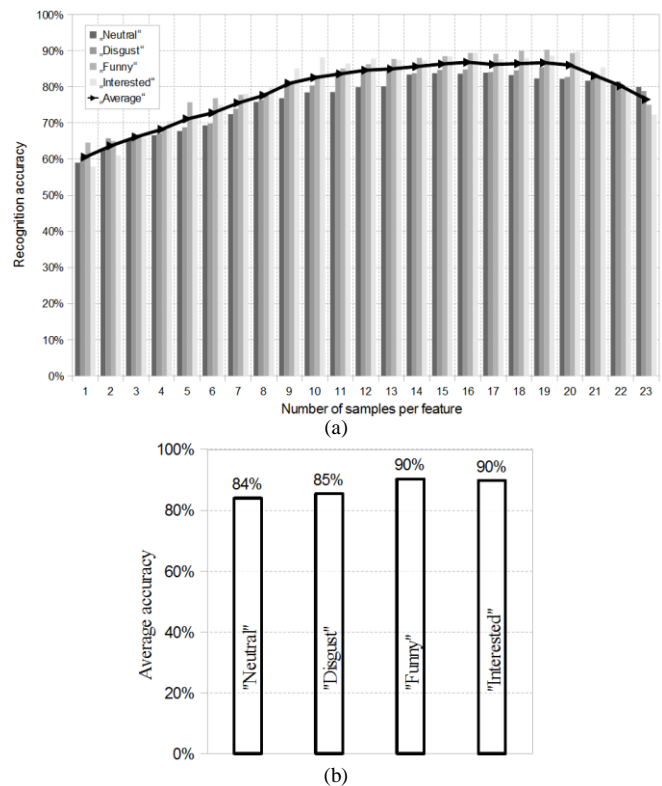 100%
90%
80%
70%
60%
50%
40%
30%
20%
10%
0%
Recognition accuracy
„Neutral“
„Disgust“
„Funny“
„Interested“
„Average“
1 2 3 4 5 6 7 8 9 10 11 12 13 14 15 16 17 18 19 20 21 22 23
Number of samples per feature
(a)
100%
80%
60%
40%
20%
0%
Average accuracy
84% 85% 90% 90%
"Neutral"
"Disgust"
"Funny"
"Interested"
(b)